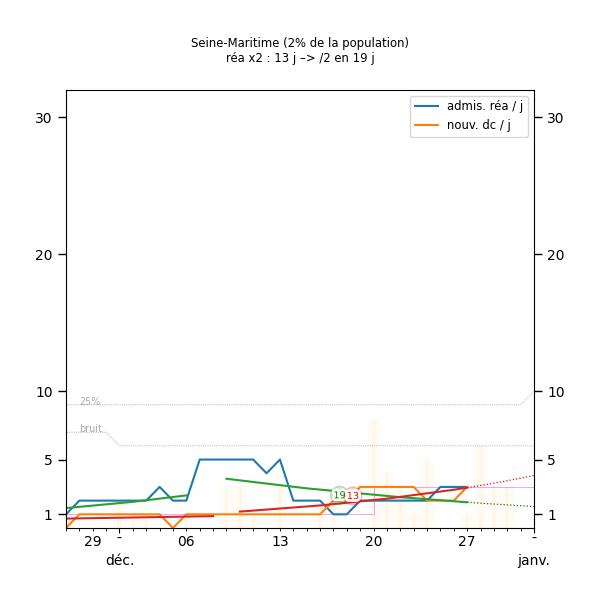 Seine-Maritime (2% de la population)
réa x2 : 13 j –> /2 en 19 j
admis. réa / j
nouv. dc / j
30 30
20 20
10 10
25%
bruit
5 5
19 13
1 1
29 - 06 13 20 27 -
déc. janv.